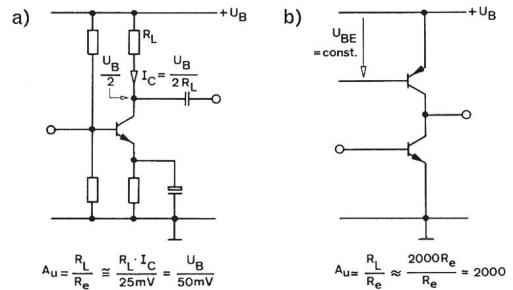 a)
+U_B
R_L
U_B/2
I_C = U_B/2R_L
A_U = R_L/R_e ≅ R_L·I_C/25mV = U_B/50mV
b)
+U_B
U_BE
=const.
A_U = R_L/R_e ≈ 2000R_e/R_e = 2000